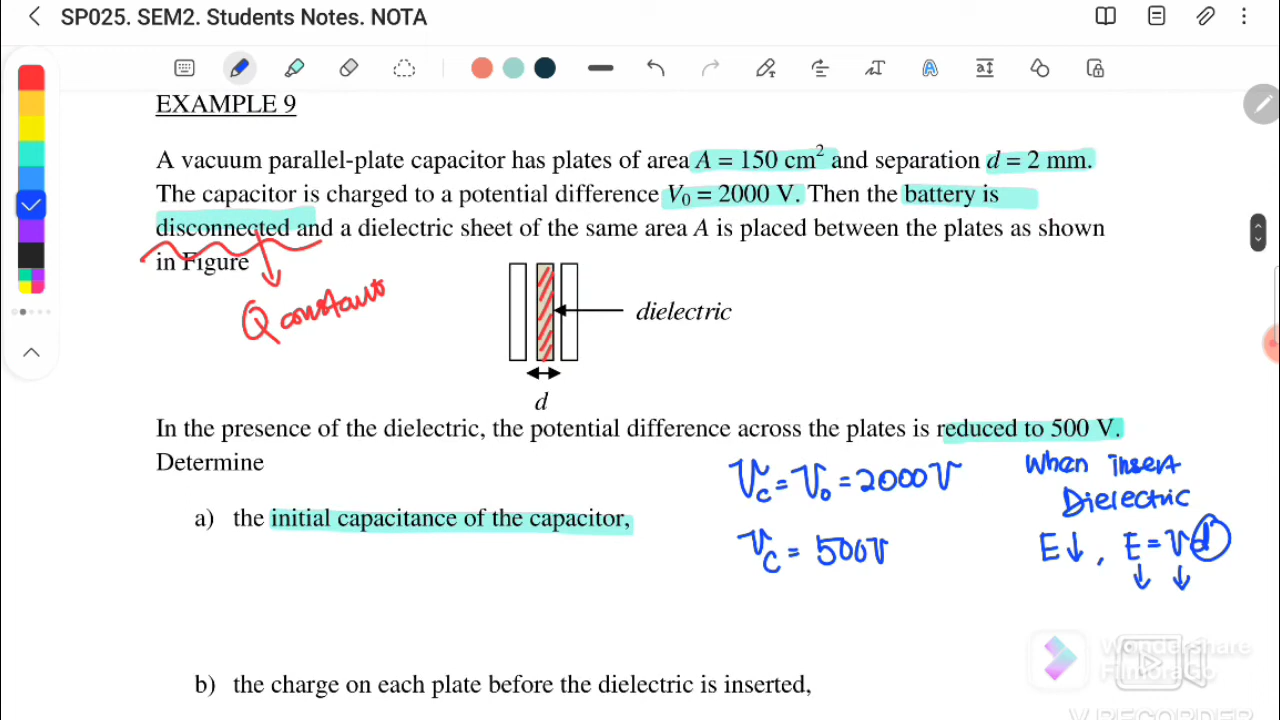 SP025. SEM2. Students Notes. NOTA
EXAMPLE 9
A vacuum parallel-plate capacitor has plates of area A = 150 cm² and separation d = 2 mm.
The capacitor is charged to a potential difference V₀ = 2000 V. Then the battery is
disconnected and a dielectric sheet of the same area A is placed between the plates as shown
in Figure
Q constant
dielectric
d
In the presence of the dielectric, the potential difference across the plates is reduced to 500 V.
Determine
Vc = V₀ = 2000V
When insert
Dielectric
a) the initial capacitance of the capacitor,
Vc = 500V
E↓, E = Vd
↓ ↓
Wondershare
FilmoraGo
b) the charge on each plate before the dielectric is inserted,
V RECORDER